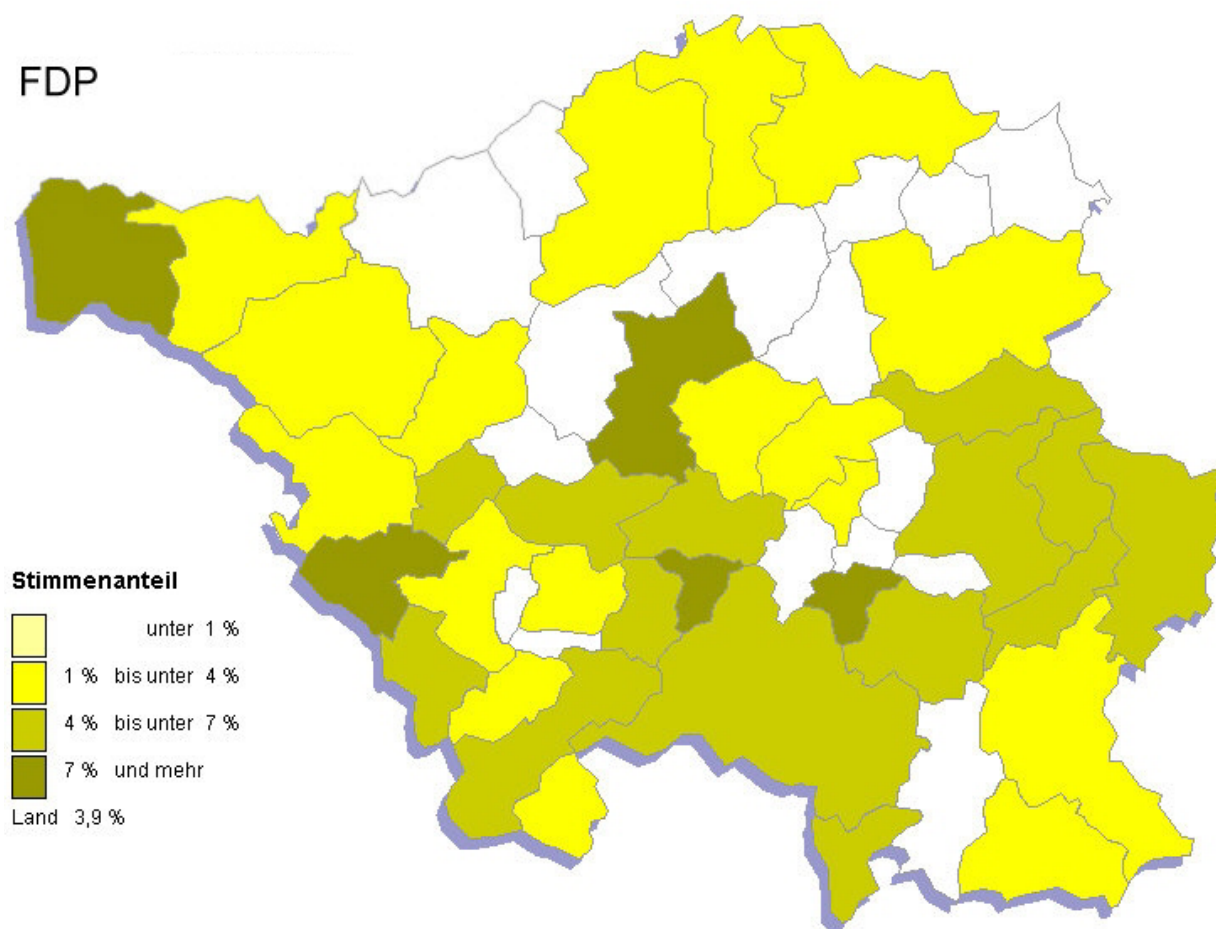 FDP
Stimmenanteil
unter 1 %
1 % bis unter 4 %
4 % bis unter 7 %
7 % und mehr
Land 3,9 %